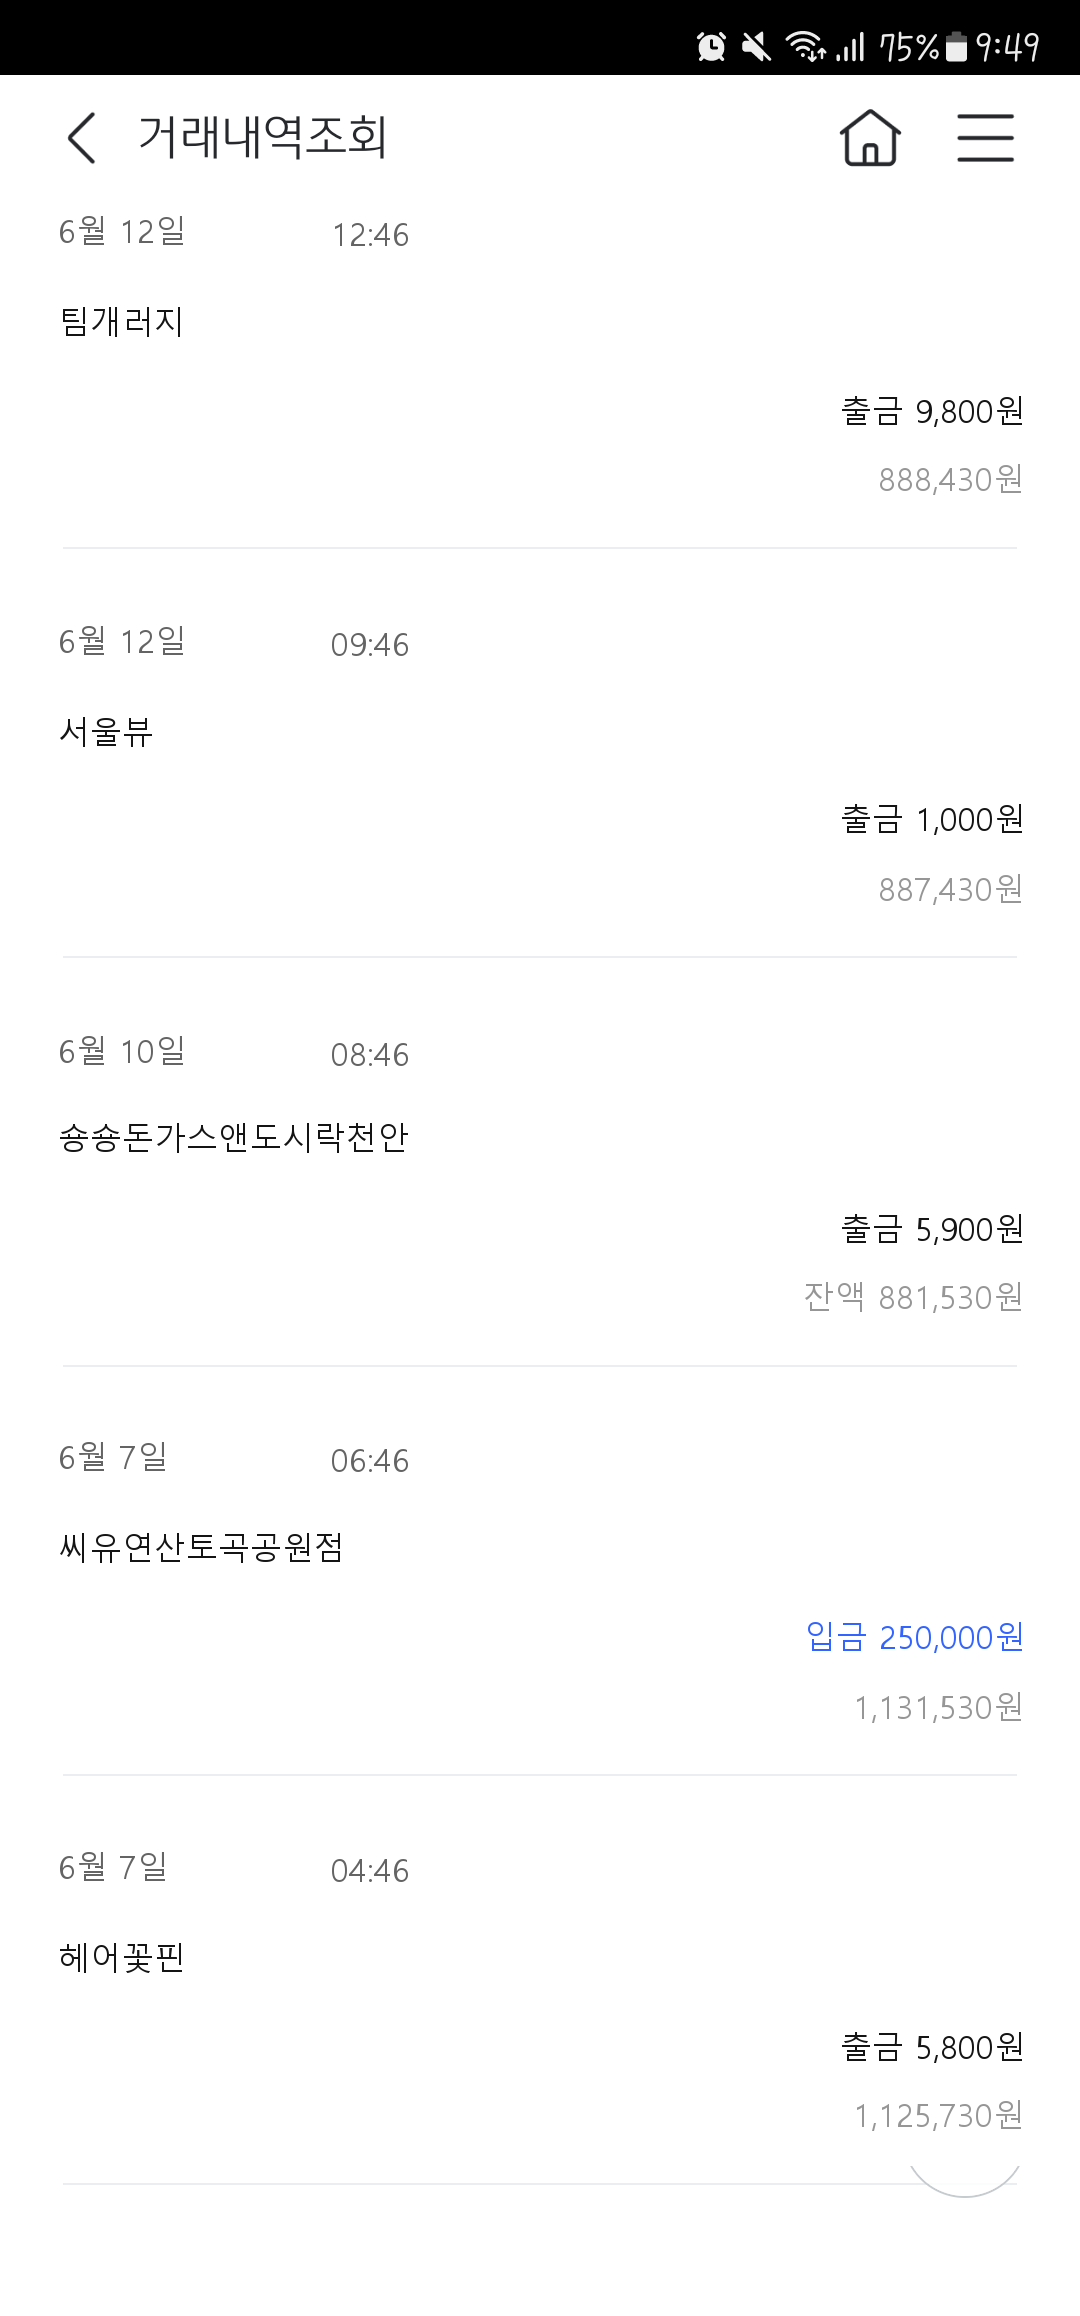 75% 9:49
거래내역조회
6월 12일 12:46
팀개러지
출금 9,800원
888,430원
6월 12일 09:46
서울뷰
출금 1,000원
887,430원
6월 10일 08:46
숑숑돈가스앤도시락천안
출금 5,900원
잔액 881,530원
6월 7일 06:46
씨유연산토곡공원점
입금 250,000원
1,131,530원
6월 7일 04:46
헤어꽃핀
출금 5,800원
1,125,730원